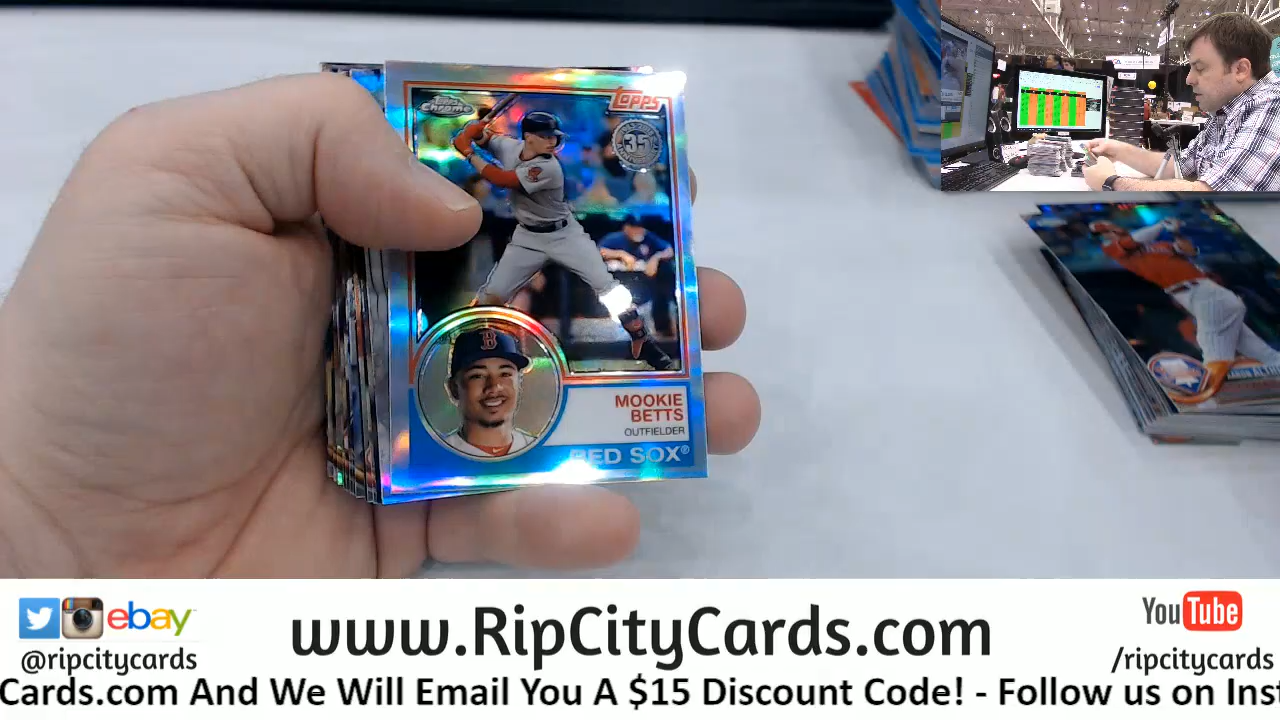 Topps
Chrome
Topps
35
B
MOOKIE
BETTS
OUTFIELDER
RED SOX®
ebay
www.RipCityCards.com
YouTube
@ripcitycards
/ripcitycards
Cards.com And We Will Email You A $15 Discount Code! - Follow us on Inst